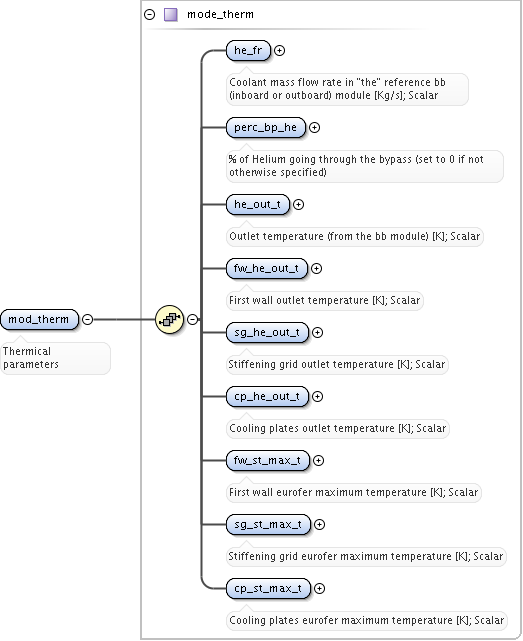 mode_therm
he_fr
Coolant mass flow rate in "the" reference bb
(inboard or outboard) module [Kg/s]; Scalar
perc_bp_he
% of Helium going through the bypass (set to 0 if not
otherwise specified)
he_out_t
Outlet temperature (from the bb module) [K]; Scalar
fw_he_out_t
First wall outlet temperature [K]; Scalar
mod_therm
Thermical
parameters
sg_he_out_t
Stiffening grid outlet temperature [K]; Scalar
cp_he_out_t
Cooling plates outlet temperature [K]; Scalar
fw_st_max_t
First wall eurofer maximum temperature [K]; Scalar
sg_st_max_t
Stiffening grid eurofer maximum temperature [K]; Scalar
cp_st_max_t
Cooling plates eurofer maximum temperature [K]; Scalar